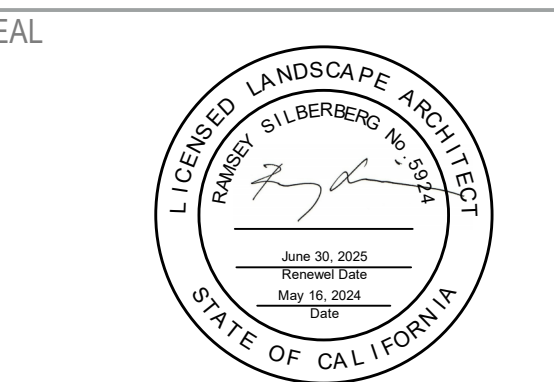 EAL
LICENSED LANDSCAPE ARCHITECT
RAMSEY SILBERBERG No. 5924
June 30, 2025
Renewel Date
May 16, 2024
Date
STATE OF CALIFORNIA